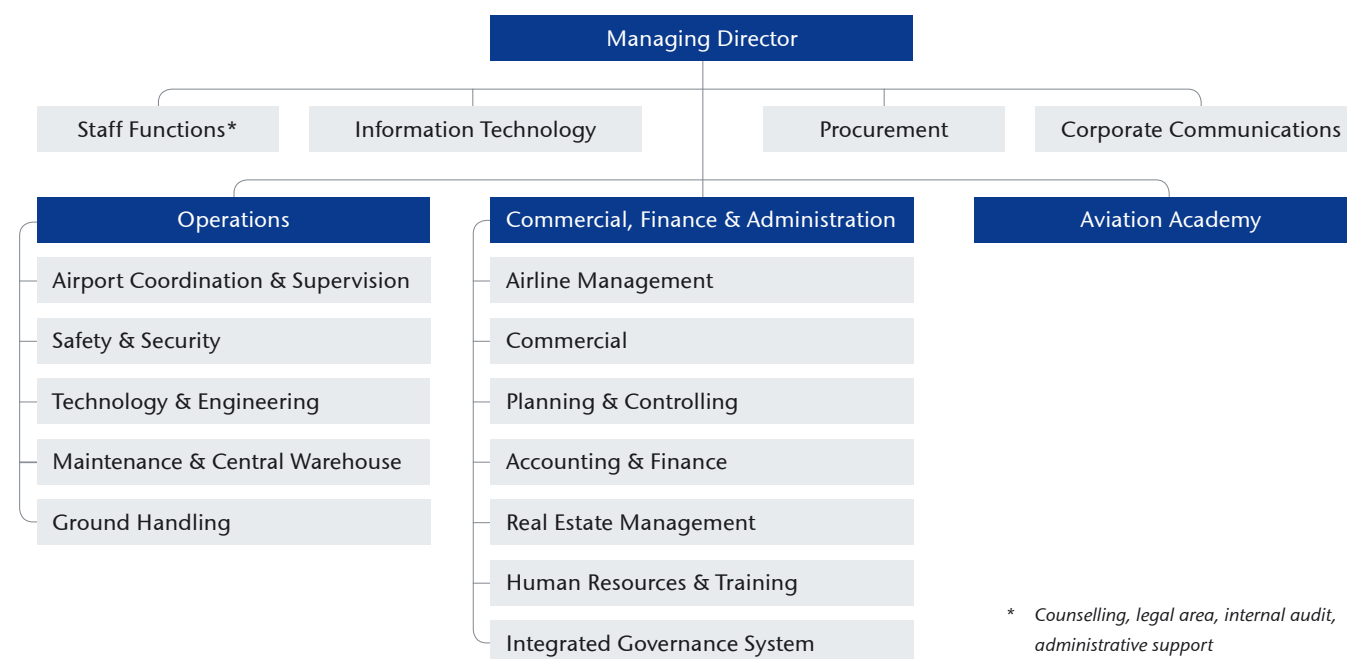 Managing Director
Staff Functions*
Information Technology
Procurement
Corporate Communications
Operations
Commercial, Finance & Administration
Aviation Academy
Airport Coordination & Supervision
Safety & Security
Technology & Engineering
Maintenance & Central Warehouse
Ground Handling
Airline Management
Commercial
Planning & Controlling
Accounting & Finance
Real Estate Management
Human Resources & Training
Integrated Governance System
* Counselling, legal area, internal audit,
administrative support